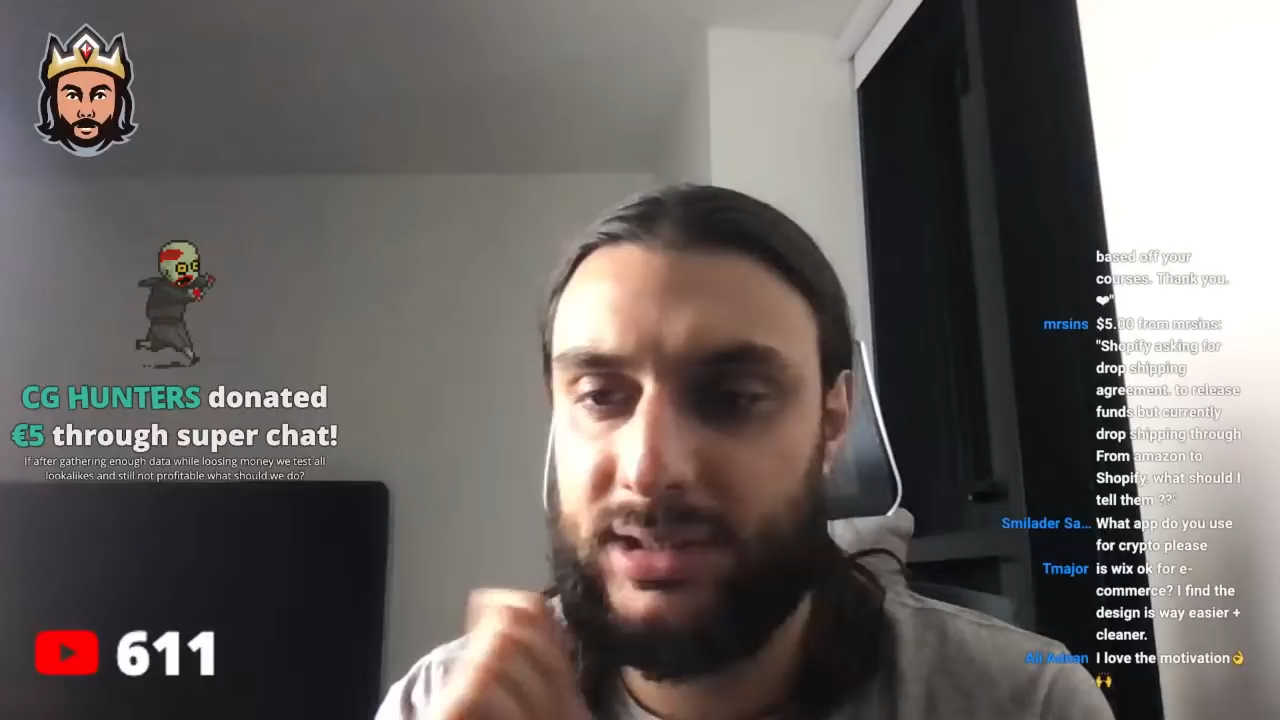 CG HUNTERS donated
€5 through super chat!
If after gathering enough data while loosing money we test all
lookalikes and still not profitable what should we do?
611
based off your
courses. Thank you.
❤"
mrsins $5.00 from mrsins:
"Shopify asking for
drop shipping
agreement. to release
funds but currently
drop shipping through
From amazon to
Shopify. what should I
tell them ??"
Smilader Sa... What app do you use
for crypto please
Tmajor is wix ok for e-
commerce? I find the
design is way easier +
cleaner.
Ali Adnan I love the motivation👌
🙌